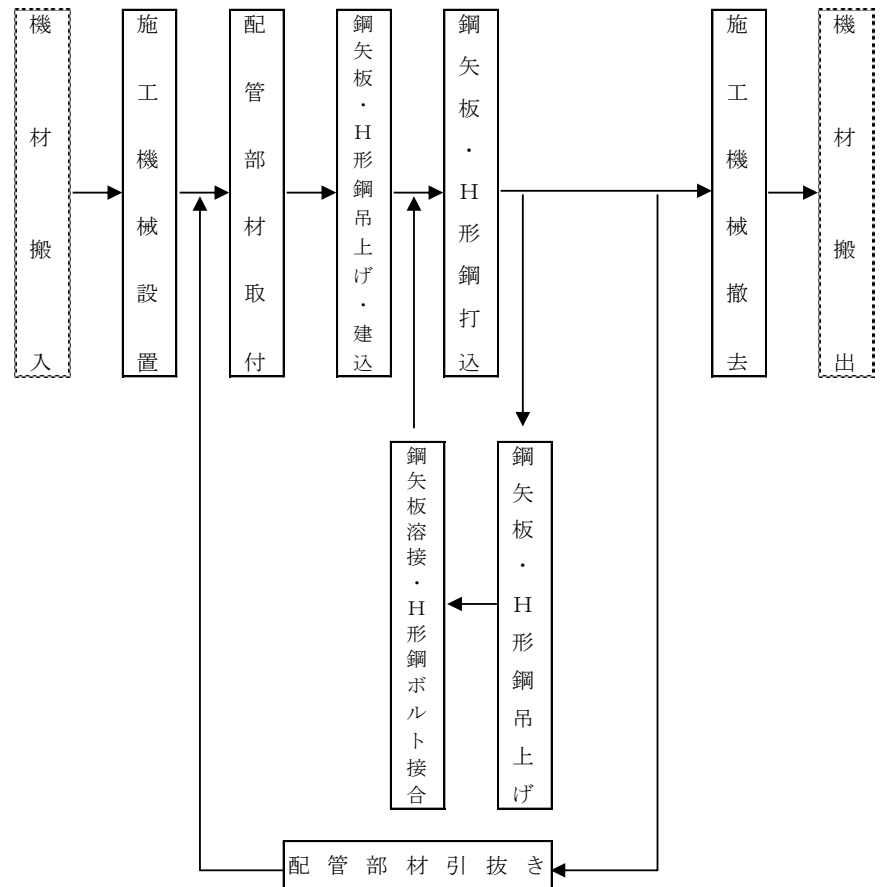 機材搬入
施工機械設置
配管部材取付
鋼矢板・H形鋼吊上げ・建込
鋼矢板・H形鋼打込
施工機械撤去
機材搬出
鋼矢板溶接・H形鋼ボルト接合
鋼矢板・H形鋼吊上げ
配管部材引抜き